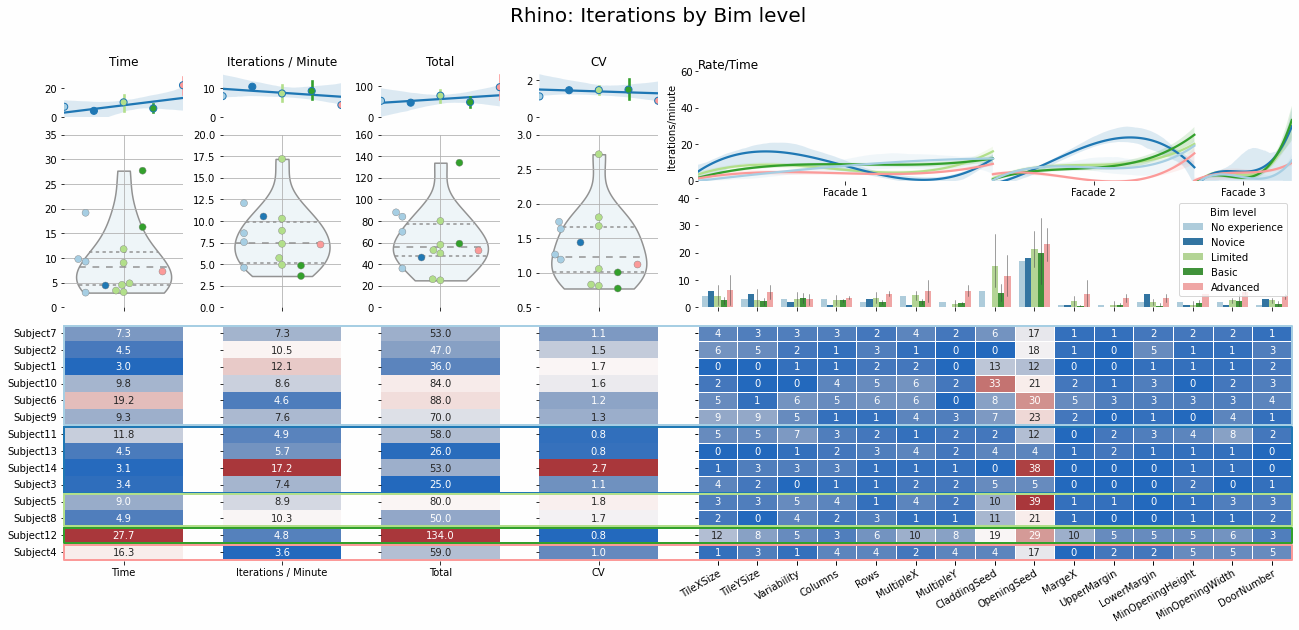 Rhino: Iterations by Bim level
Time
Iterations / Minute
Total
CV
Rate/Time
20
0
10
0
100
0
2
0
60
40
20
0
Iterations/minute
Facade 1
Facade 2
Facade 3
35
30
25
20
15
10
5
0
20.0
17.5
15.0
12.5
10.0
7.5
5.0
2.5
0.0
160
140
120
100
80
60
40
20
0
3.0
2.5
2.0
1.5
1.0
0.5
40
30
20
10
0
Bim level
No experience
Novice
Limited
Basic
Advanced
Subject7 7.3 7.3 53.0 1.1 4 3 3 3 2 4 2 6 17 1 1 2 2 2 1
Subject2 4.5 10.5 47.0 1.5 6 5 2 1 3 1 0 0 18 1 0 5 1 1 3
Subject1 3.0 12.1 36.0 1.7 0 0 1 1 2 2 0 13 12 0 0 0 1 1 2
Subject10 9.8 8.6 84.0 1.6 2 0 0 4 5 6 2 33 21 2 1 3 0 2 3
Subject6 19.2 4.6 88.0 1.2 5 1 6 5 6 6 0 8 30 5 3 3 3 3 4
Subject9 9.3 7.6 70.0 1.3 9 9 5 1 1 4 3 7 23 2 0 1 0 4 1
Subject11 11.8 4.9 58.0 0.8 5 5 7 3 2 1 2 2 12 0 2 3 4 8 2
Subject13 4.5 5.7 26.0 0.8 0 0 1 2 3 4 2 4 4 1 2 1 1 1 0
Subject14 3.1 17.2 53.0 2.7 1 3 3 3 1 1 1 0 38 0 0 0 1 1 1
Subject3 3.4 7.4 25.0 1.1 4 2 0 1 1 2 2 5 5 0 0 0 2 0 1
Subject5 9.0 8.9 80.0 1.8 3 3 5 4 1 4 2 10 39 1 1 0 1 3 3
Subject8 4.9 10.3 50.0 1.7 2 0 4 2 3 1 1 11 21 1 0 0 1 1 2
Subject12 27.7 4.8 134.0 0.8 12 8 5 3 6 10 8 19 29 10 5 5 5 6 3
Subject4 16.3 3.6 59.0 1.0 1 3 1 4 2 2 4 4 17 0 2 2 5 5 5
Time
Iterations / Minute
Total
CV
TileXSize
TileYSize
Variability
Columns
Rows
MultipleX
MultipleY
CladdingSeed
OpeningSeed
MargeX
UpperMargin
LowerMargin
MinOpeningHeight
MinOpeningWidth
DoorNumber